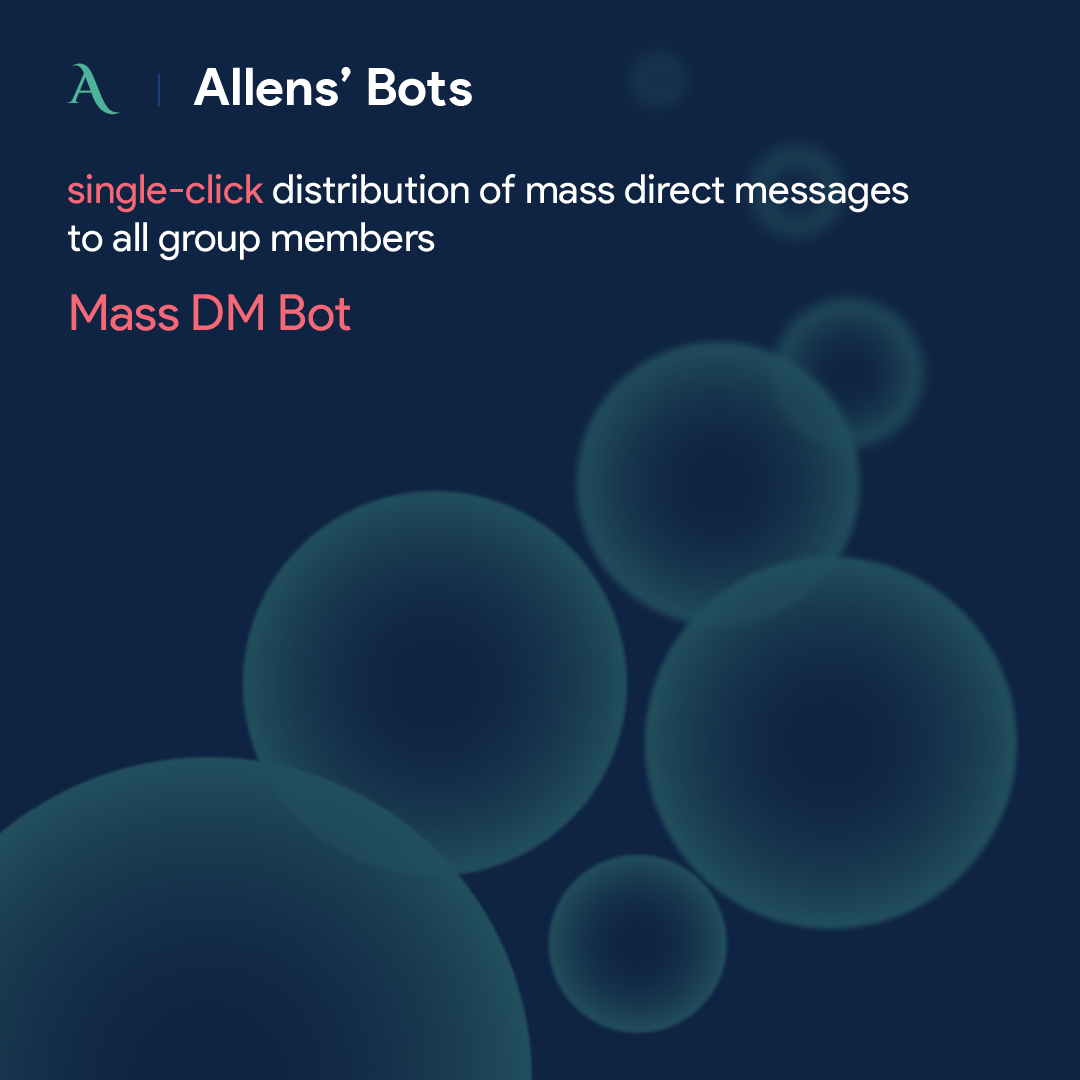 A | Allens’ Bots
single-click distribution of mass direct messages
to all group members
Mass DM Bot